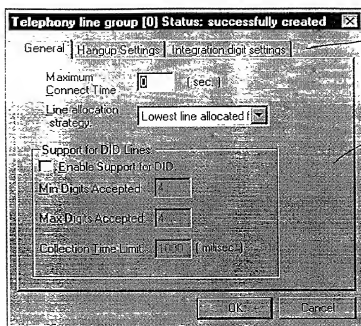 Telephony line group [0] Status: successfully created
General Hangup Settings Integration digit settings
Maximum Connect Time 0 (sec.)
Line allocation strategy: Lowest line allocated f
Support for DID Lines
Enable Support for DID
Min Digits Accepted: 4
Max Digits Accepted: 4
Collection Time Limit: 1000 (milisec.)
OK Cancel